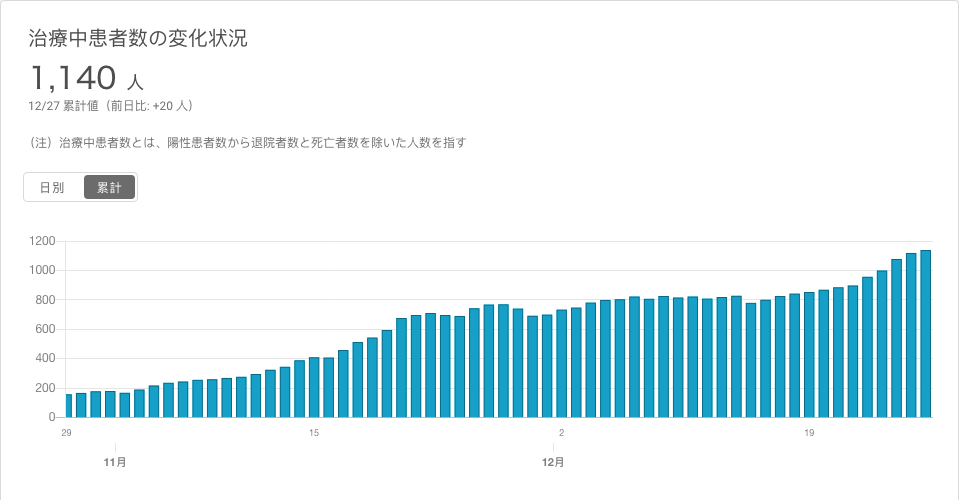 治療中患者数の変化状況
1,140 人
12/27 累計値（前日比: +20 人）
（注）治療中患者数とは、陽性患者数から退院者数と死亡者数を除いた人数を指す
日別 累計
1200
1000
800
600
400
200
0
29 15 2 19
11月 12月